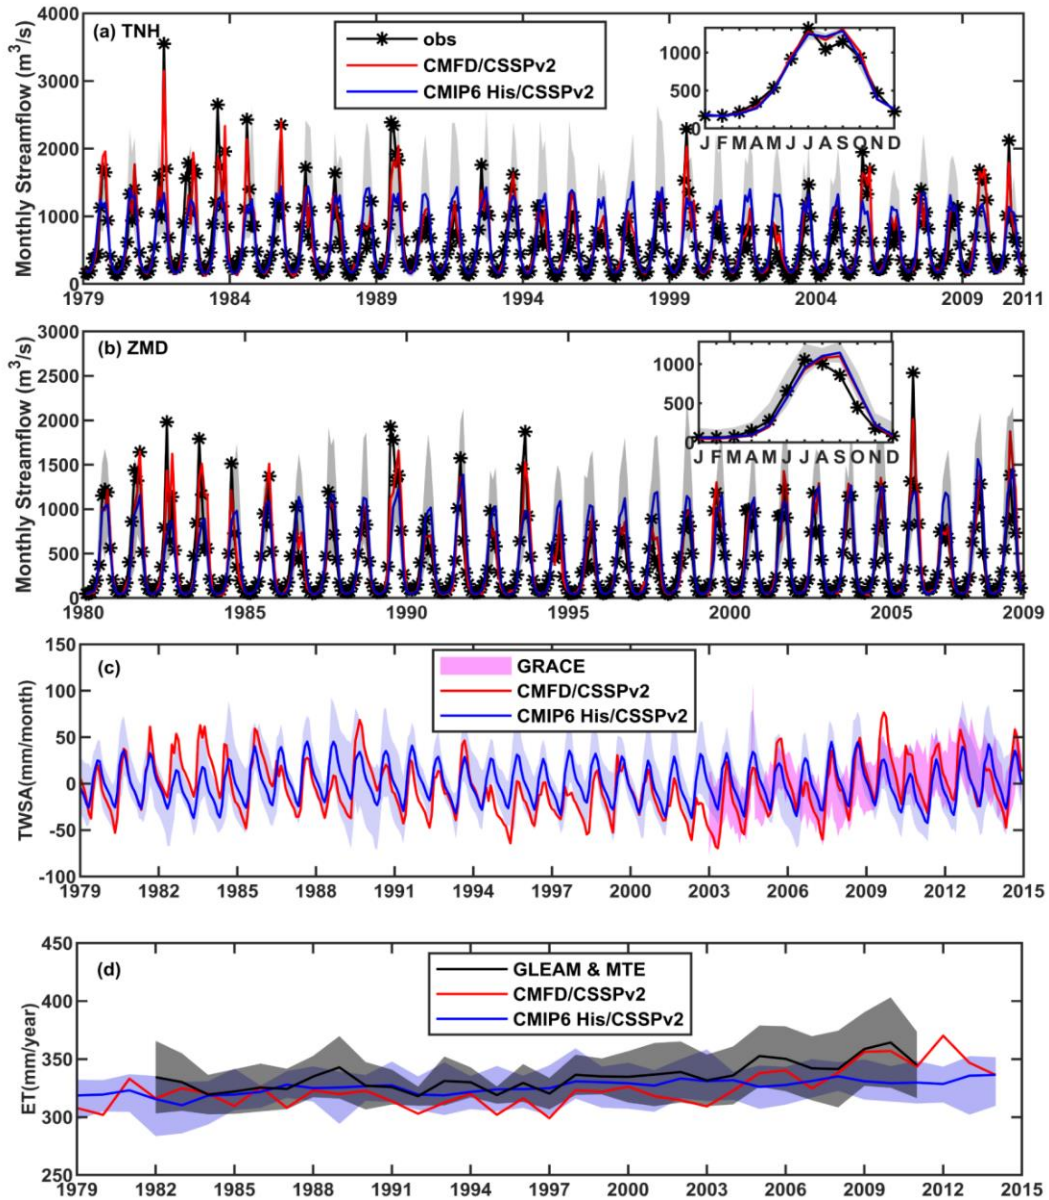 4000
3000
2000
1000
0
Monthly Streamflow (m³/s)
(a) TNH
obs
CMFD/CSSPv2
CMIP6 His/CSSPv2
1000
500
0
J F M A M J J A S O N D
1979 1984 1989 1994 1999 2004 2009 2011
3000
2500
2000
1500
1000
500
0
Monthly Streamflow (m³/s)
(b) ZMD
1000
500
0
J F M A M J J A S O N D
1980 1985 1990 1995 2000 2005 2009
150
100
50
0
-50
-100
TWSA(mm/month)
(c)
GRACE
CMFD/CSSPv2
CMIP6 His/CSSPv2
1979 1982 1985 1988 1991 1994 1997 2000 2003 2006 2009 2012 2015
450
400
350
300
250
ET(mm/year)
(d)
GLEAM & MTE
CMFD/CSSPv2
CMIP6 His/CSSPv2
1979 1982 1985 1988 1991 1994 1997 2000 2003 2006 2009 2012 2015